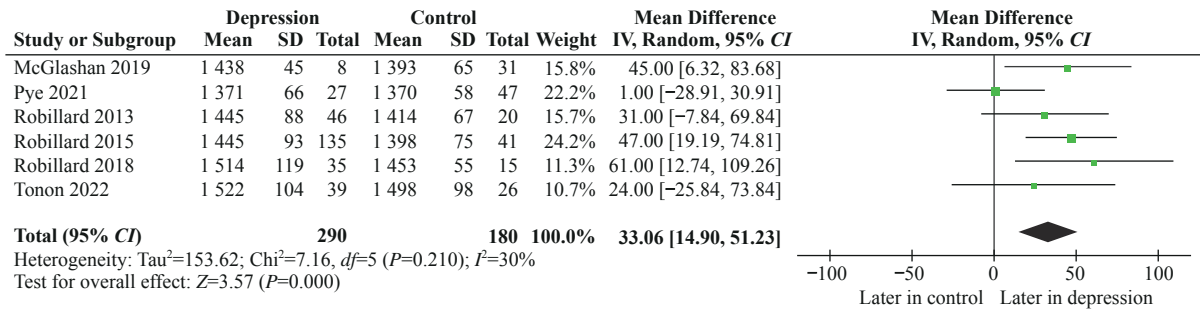 Depression Control Mean Difference Mean Difference
Study or Subgroup Mean SD Total Mean SD Total Weight IV, Random, 95% CI IV, Random, 95% CI
McGlashan 2019 1 438 45 8 1 393 65 31 15.8% 45.00 [6.32, 83.68]
Pye 2021 1 371 66 27 1 370 58 47 22.2% 1.00 [−28.91, 30.91]
Robillard 2013 1 445 88 46 1 414 67 20 15.7% 31.00 [−7.84, 69.84]
Robillard 2015 1 445 93 135 1 398 75 41 24.2% 47.00 [19.19, 74.81]
Robillard 2018 1 514 119 35 1 453 55 15 11.3% 61.00 [12.74, 109.26]
Tonon 2022 1 522 104 39 1 498 98 26 10.7% 24.00 [−25.84, 73.84]
Total (95% CI) 290 180 100.0% 33.06 [14.90, 51.23]
Heterogeneity: Tau²=153.62; Chi²=7.16, df=5 (P=0.210); I²=30%
Test for overall effect: Z=3.57 (P=0.000)
−100 −50 0 50 100
Later in control Later in depression